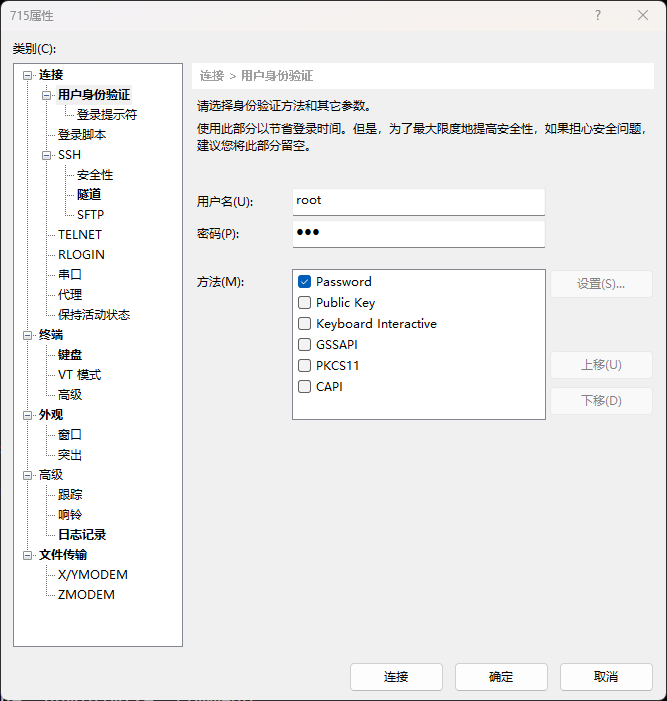 715属性
类别(C):
连接
用户身份验证
登录提示符
登录脚本
SSH
安全性
隧道
SFTP
TELNET
RLOGIN
串口
代理
保持活动状态
终端
键盘
VT 模式
高级
外观
窗口
突出
高级
跟踪
响铃
日志记录
文件传输
X/YMODEM
ZMODEM
连接 > 用户身份验证
请选择身份验证方法和其它参数。
使用此部分以节省登录时间。但是，为了最大限度地提高安全性，如果担心安全问题，
建议您将此部分留空。
用户名(U):
root
密码(P):
●●●
方法(M):
Password
Public Key
Keyboard Interactive
GSSAPI
PKCS11
CAPI
设置(S)...
上移(U)
下移(D)
连接
确定
取消